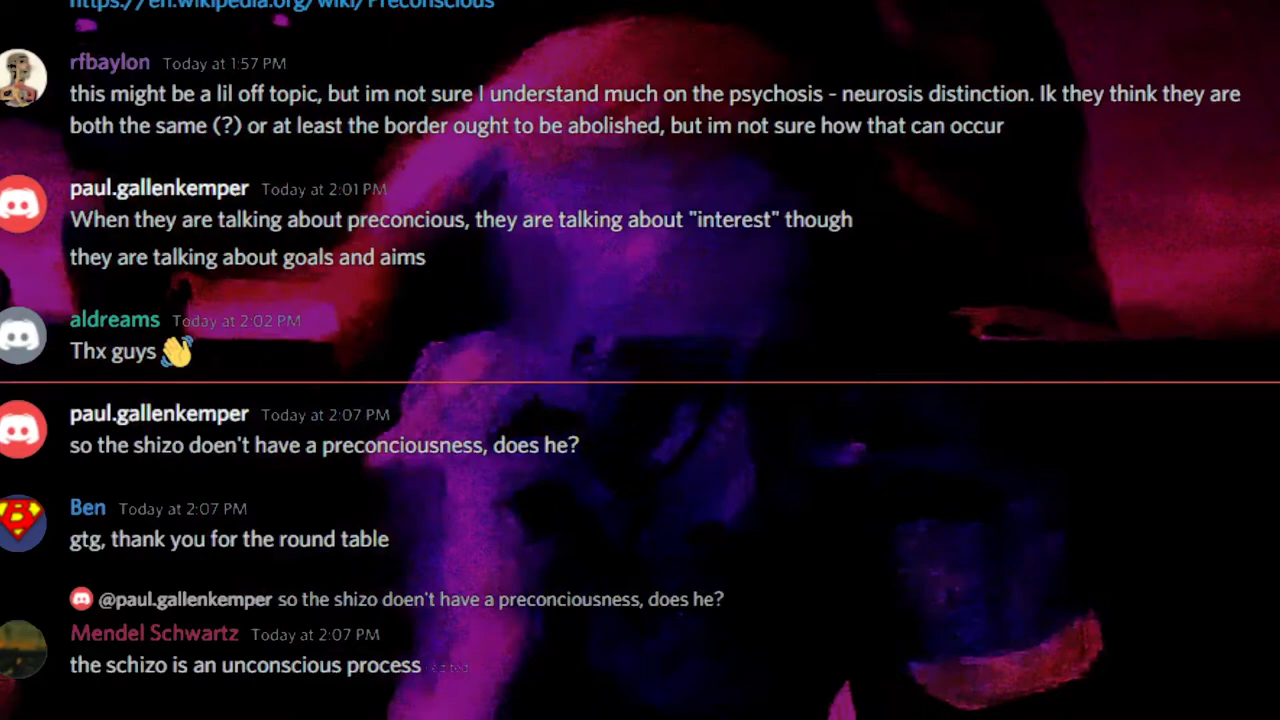 https://en.wikipedia.org/wiki/Preconscious
rfbaylon Today at 1:57 PM
this might be a lil off topic, but im not sure I understand much on the psychosis - neurosis distinction. Ik they think they are
both the same (?) or at least the border ought to be abolished, but im not sure how that can occur
paul.gallenkemper Today at 2:01 PM
When they are talking about preconcious, they are talking about "interest" though
they are talking about goals and aims
aldreams Today at 2:02 PM
Thx guys 👋
paul.gallenkemper Today at 2:07 PM
so the shizo doen't have a preconciousness, does he?
Ben Today at 2:07 PM
gtg, thank you for the round table
@paul.gallenkemper so the shizo doen't have a preconciousness, does he?
Mendel Schwartz Today at 2:07 PM
the schizo is an unconscious process (edited)